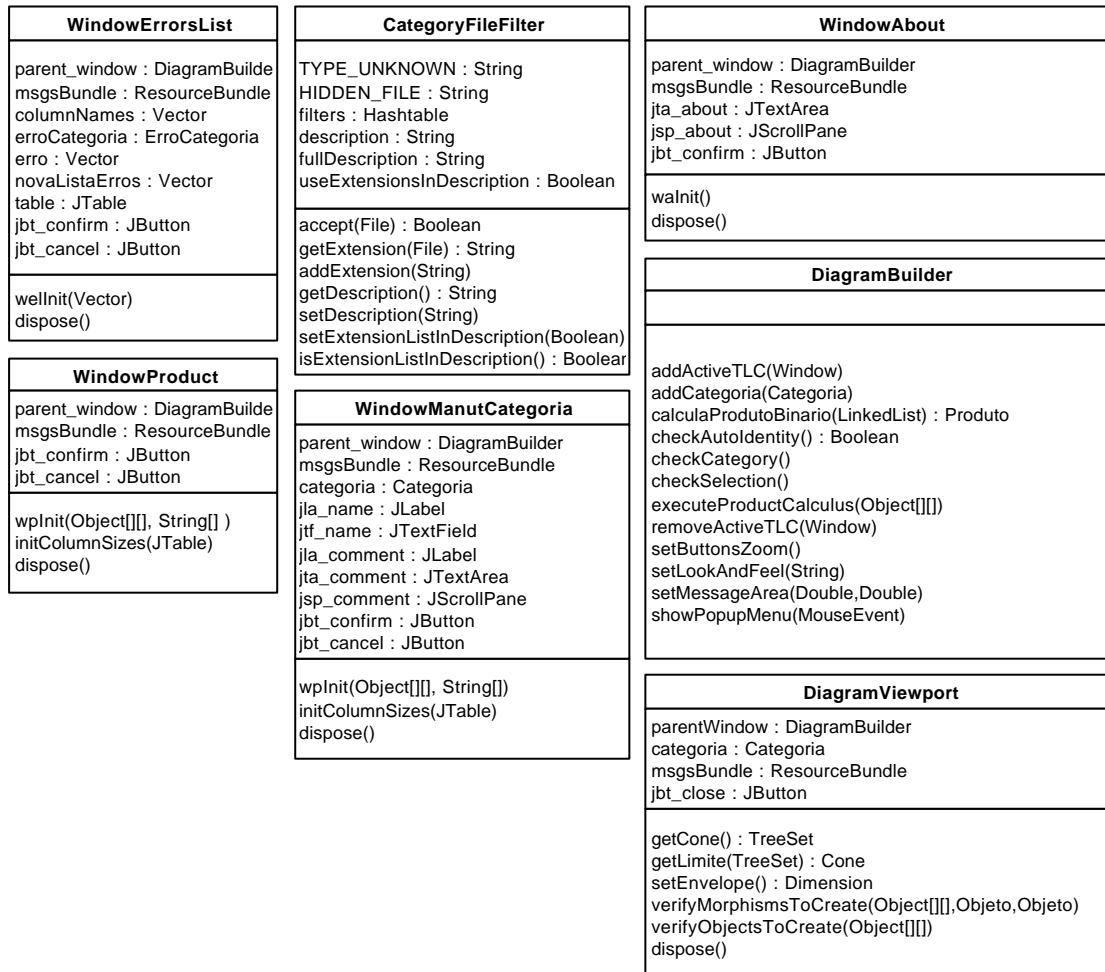 WindowErrorsList
parent_window : DiagramBuilde
msgsBundle : ResourceBundle
columnNames : Vector
erroCategoria : ErroCategoria
erro : Vector
novaListaErros : Vector
table : JTable
jbt_confirm : JButton
jbt_cancel : JButton
welInit(Vector)
dispose()
WindowProduct
parent_window : DiagramBuilde
msgsBundle : ResourceBundle
jbt_confirm : JButton
jbt_cancel : JButton
wpInit(Object[][], String[] )
initColumnSizes(JTable)
dispose()
CategoryFileFilter
TYPE_UNKNOWN : String
HIDDEN_FILE : String
filters : Hashtable
description : String
fullDescription : String
useExtensionsInDescription : Boolean
accept(File) : Boolean
getExtension(File) : String
addExtension(String)
getDescription() : String
setDescription(String)
setExtensionListInDescription(Boolean)
isExtensionListInDescription() : Boolear
WindowManutCategoria
parent_window : DiagramBuilder
msgsBundle : ResourceBundle
categoria : Categoria
jla_name : JLabel
jtf_name : JTextField
jla_comment : JLabel
jta_comment : JTextArea
jsp_comment : JScrollPane
jbt_confirm : JButton
jbt_cancel : JButton
wpInit(Object[][], String[])
initColumnSizes(JTable)
dispose()
WindowAbout
parent_window : DiagramBuilder
msgsBundle : ResourceBundle
jta_about : JTextArea
jsp_about : JScrollPane
jbt_confirm : JButton
waInit()
dispose()
DiagramBuilder
addActiveTLC(Window)
addCategoria(Categoria)
calculaProdutoBinario(LinkedList) : Produto
checkAutoIdentity() : Boolean
checkCategory()
checkSelection()
executeProductCalculus(Object[][])
removeActiveTLC(Window)
setButtonsZoom()
setLookAndFeel(String)
setMessageArea(Double,Double)
showPopupMenu(MouseEvent)
DiagramViewport
parentWindow : DiagramBuilder
categoria : Categoria
msgsBundle : ResourceBundle
jbt_close : JButton
getCone() : TreeSet
getLimite(TreeSet) : Cone
setEnvelope() : Dimension
verifyMorphismsToCreate(Object[][],Objeto,Objeto)
verifyObjectsToCreate(Object[][])
dispose()